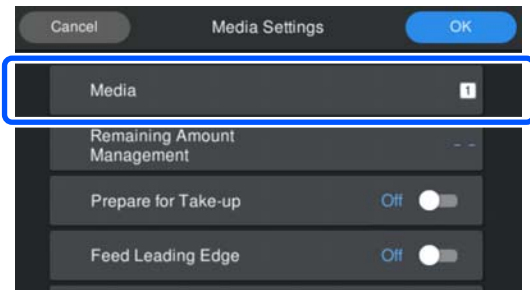 Cancel Media Settings OK
Media 1
Remaining Amount
Management - -
Prepare for Take-up Off
Feed Leading Edge Off